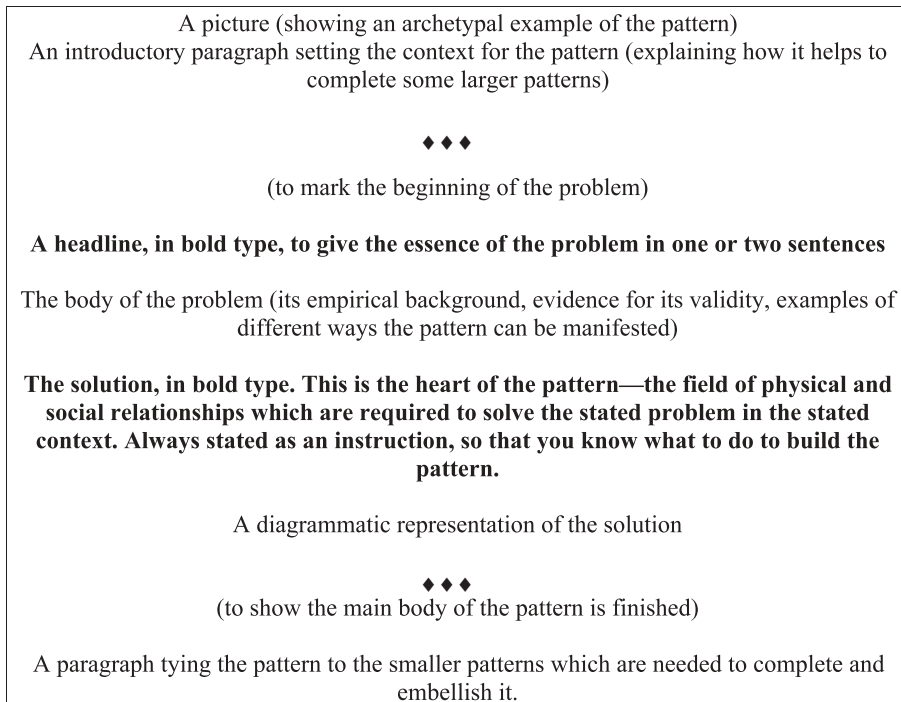 A picture (showing an archetypal example of the pattern)
An introductory paragraph setting the context for the pattern (explaining how it helps to
complete some larger patterns)
♦ ♦ ♦
(to mark the beginning of the problem)
A headline, in bold type, to give the essence of the problem in one or two sentences
The body of the problem (its empirical background, evidence for its validity, examples of
different ways the pattern can be manifested)
The solution, in bold type. This is the heart of the pattern—the field of physical and
social relationships which are required to solve the stated problem in the stated
context. Always stated as an instruction, so that you know what to do to build the
pattern.
A diagrammatic representation of the solution
♦ ♦ ♦
(to show the main body of the pattern is finished)
A paragraph tying the pattern to the smaller patterns which are needed to complete and
embellish it.